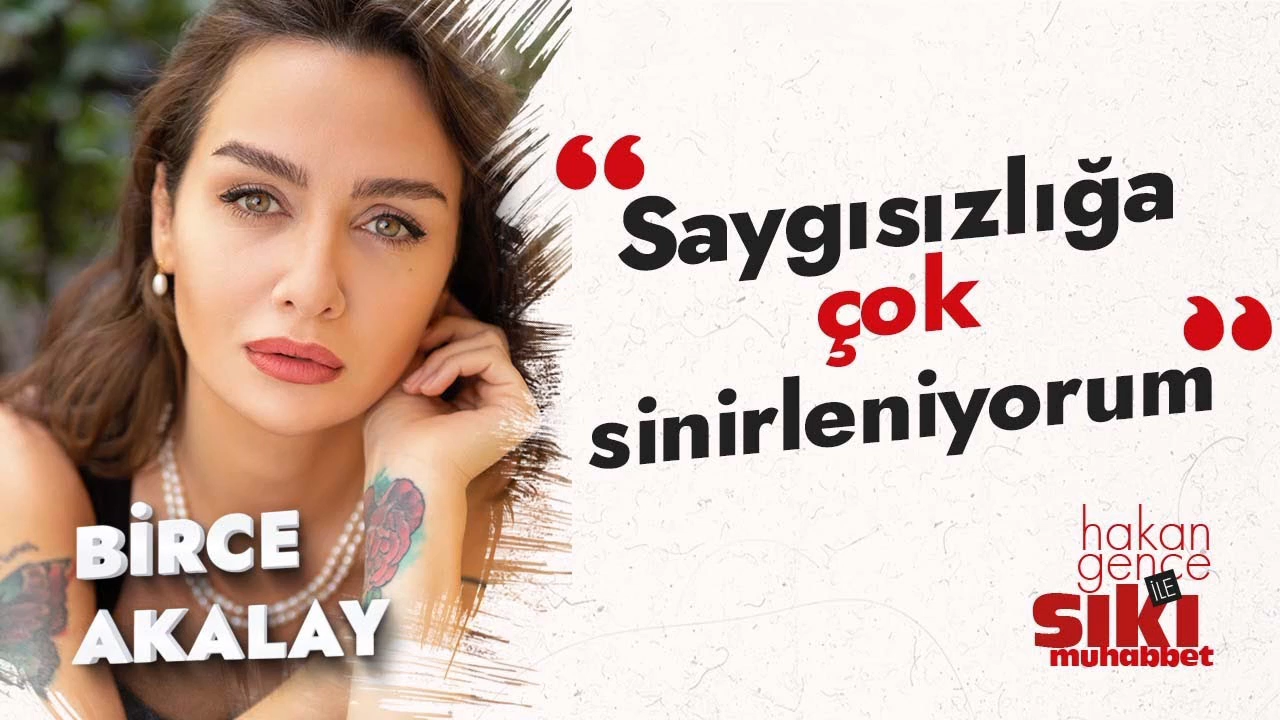 BİRCE
AKALAY
“Saygısızlığa
çok
sinirleniyorum”
hakan
gence
İLE
SIKI
muhabbet